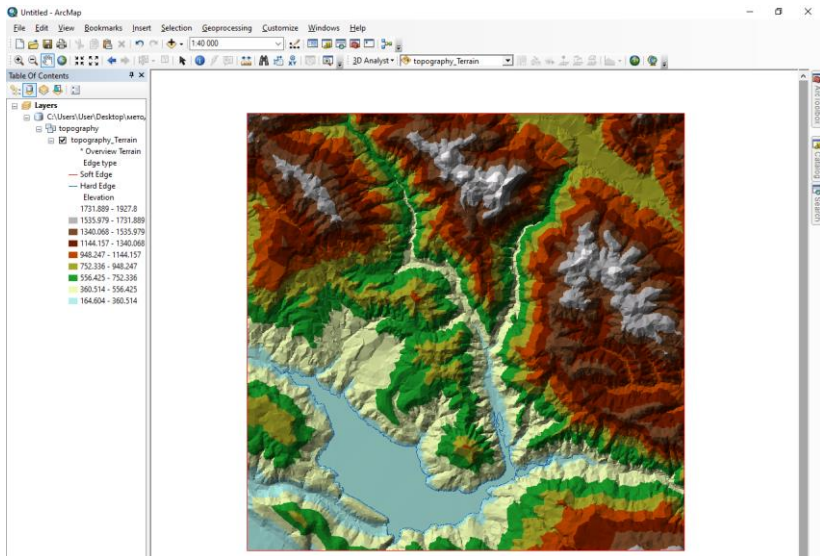 Untitled - ArcMap
File Edit View Bookmarks Insert Selection Geoprocessing Customize Windows Help
1:40 000
3D Analyst topography_Terrain
Table Of Contents
Layers
C:\Users\User\Desktop\мето,
topography
topography_Terrain
* Overview Terrain
Edge type
Soft Edge
Hard Edge
Elevation
1731.889 - 1927.8
1535.979 - 1731.889
1340.068 - 1535.979
1144.157 - 1340.068
948.247 - 1144.157
752.336 - 948.247
556.425 - 752.336
360.514 - 556.425
164.604 - 360.514
ArcToolbox
Catalog
Search